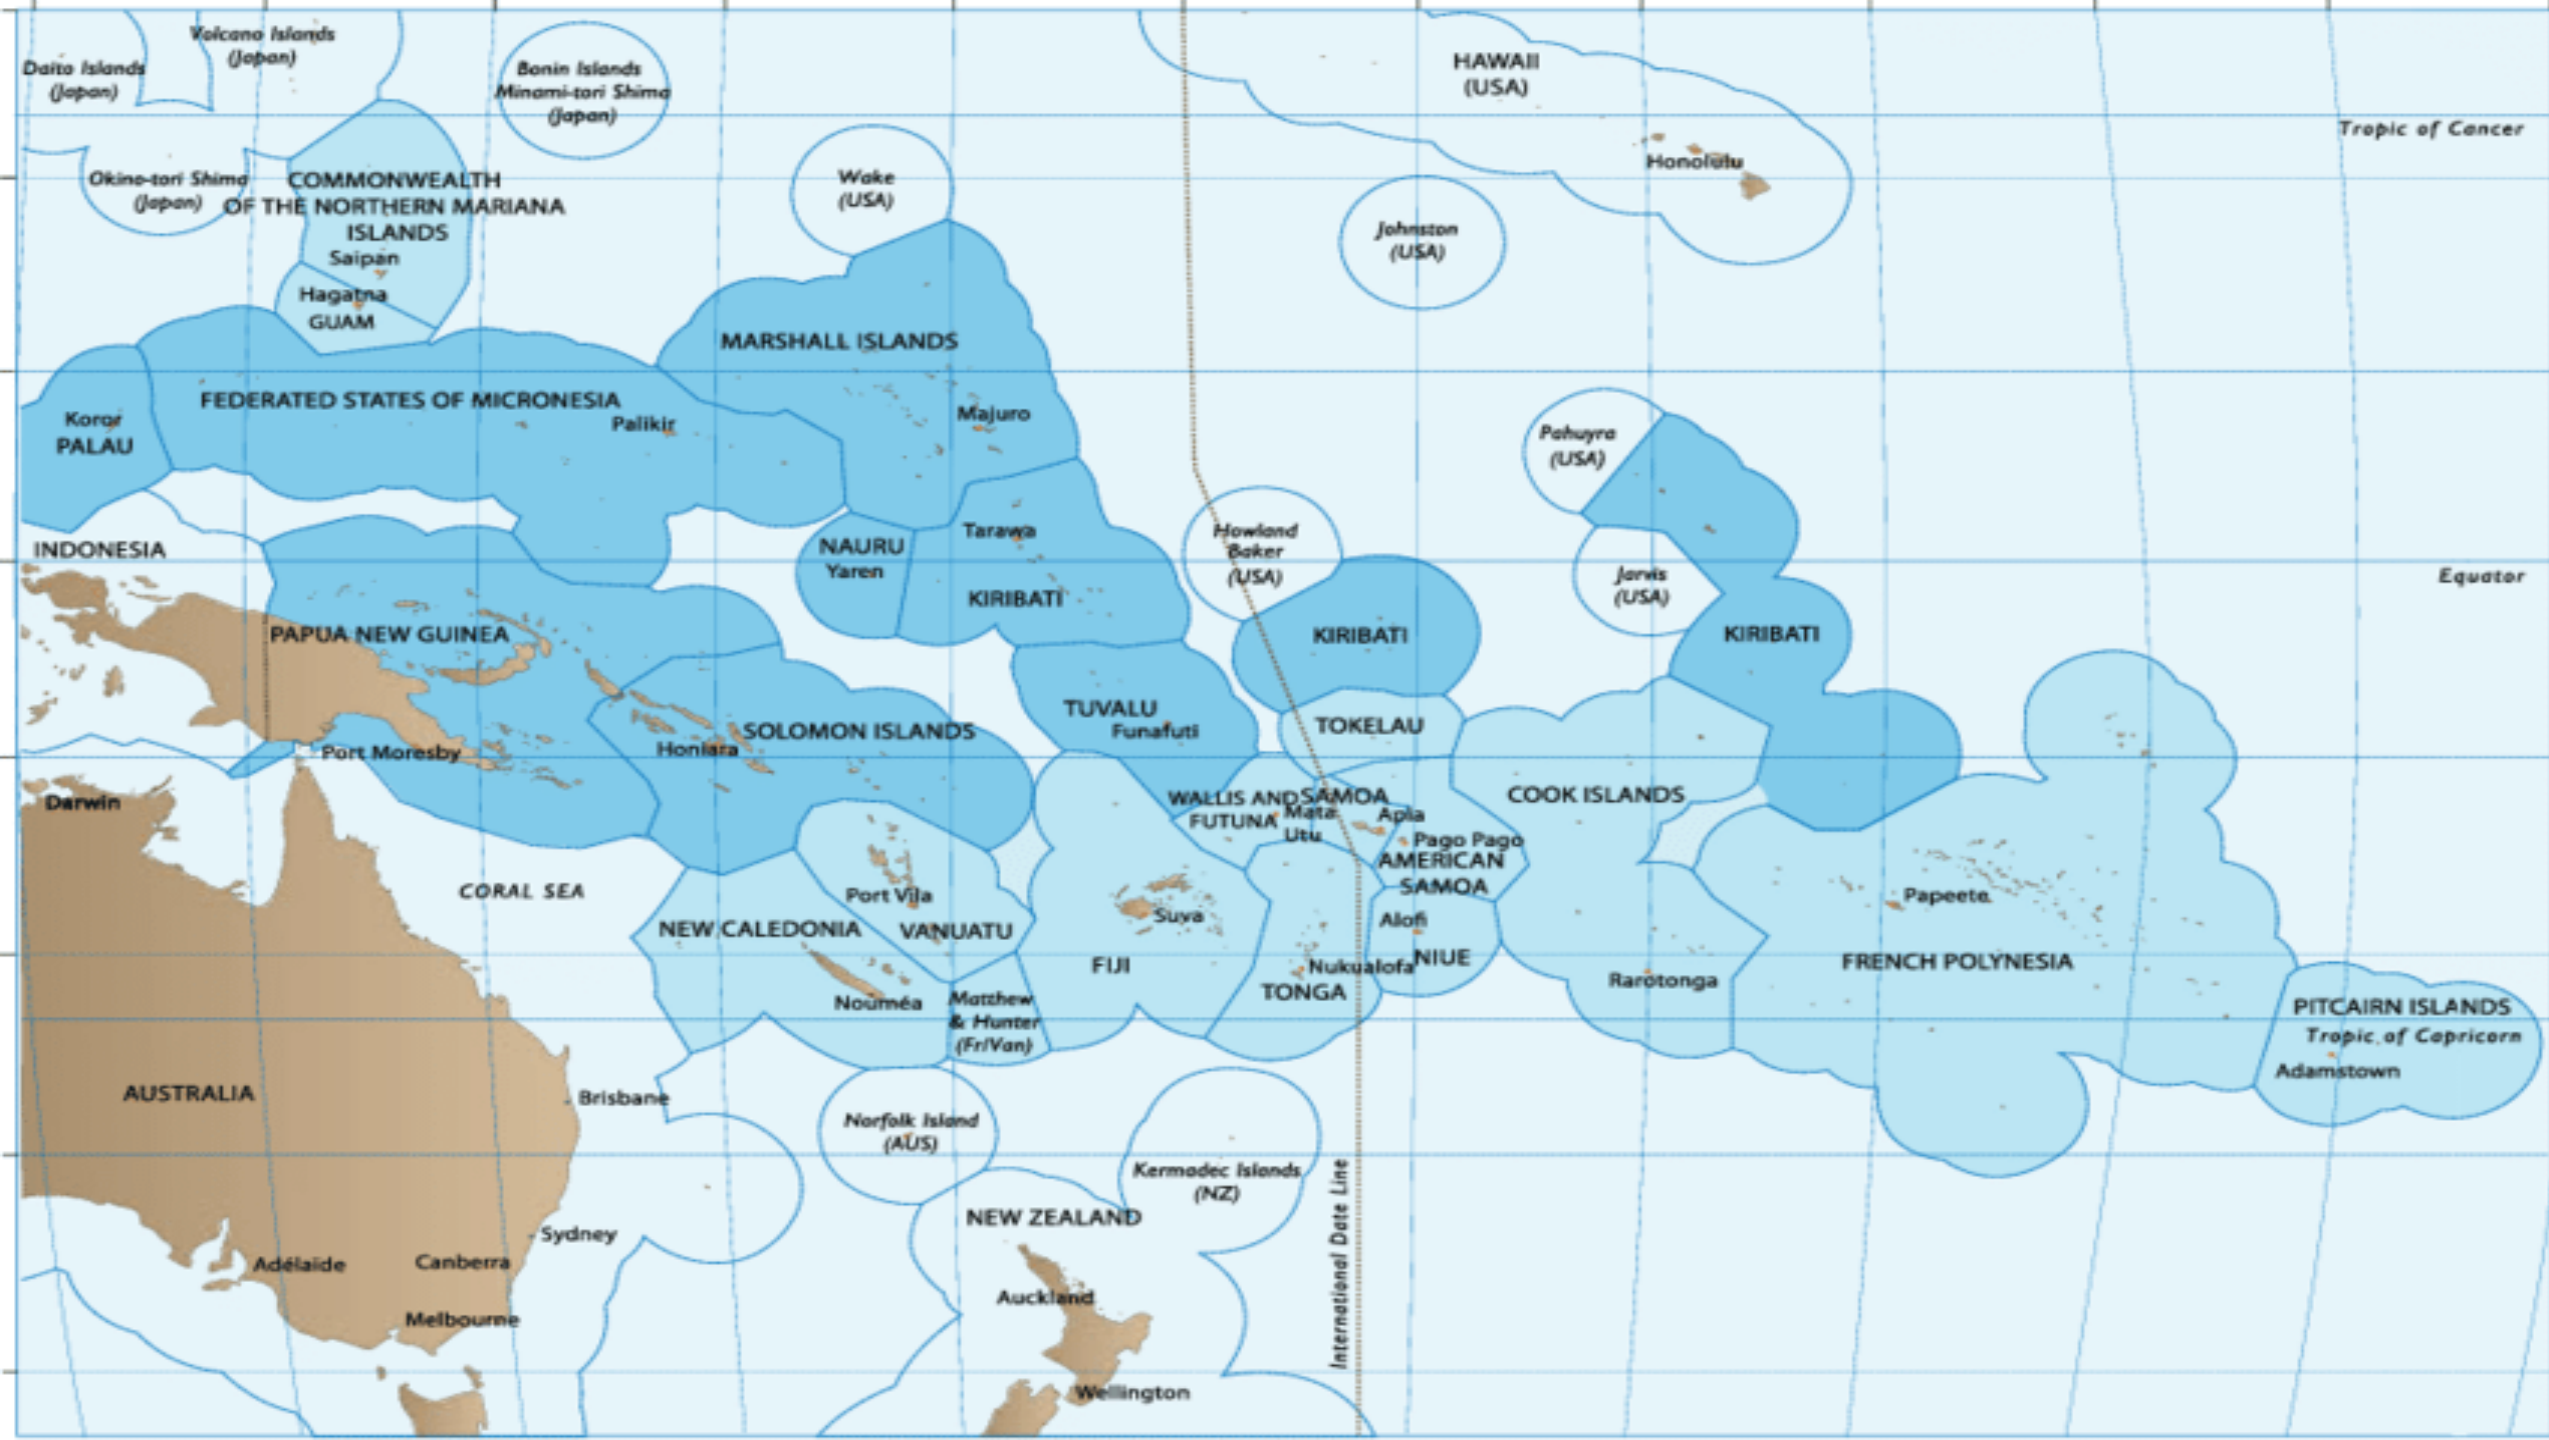 Volcano Islands
(Japan)
Daito Islands
(Japan)
Bonin Islands
Minami-tori Shima
(Japan)
HAWAII
(USA)
Tropic of Cancer
Honolulu
Okino-tori Shima
(Japan)
COMMONWEALTH
OF THE NORTHERN MARIANA
ISLANDS
Saipan
Wake
(USA)
Johnston
(USA)
Hagatna
GUAM
MARSHALL ISLANDS
Majuro
FEDERATED STATES OF MICRONESIA
Palikir
Koror
PALAU
Pahuyra
(USA)
INDONESIA
NAURU
Yaren
Tarawa
KIRIBATI
Howland
Baker
(USA)
Jarvis
(USA)
Equator
PAPUA NEW GUINEA
KIRIBATI
KIRIBATI
TUVALU
Funafuti
TOKELAU
SOLOMON ISLANDS
Honiara
Port Moresby
Darwin
WALLIS AND
FUTUNA
Mata
Utu
SAMOA
Apia
Pago Pago
AMERICAN
SAMOA
COOK ISLANDS
CORAL SEA
Port Vila
VANUATU
NEW CALEDONIA
Nouméa
Suva
FIJI
Alofi
NIUE
Nukualofa
TONGA
Rarotonga
Papeete
FRENCH POLYNESIA
Matthew
& Hunter
(Fr/Van)
PITCAIRN ISLANDS
Tropic of Capricorn
Adamstown
AUSTRALIA
Brisbane
Norfolk Island
(AUS)
Kermadec Islands
(NZ)
International Date Line
NEW ZEALAND
Sydney
Adélaïde
Canberra
Melbourne
Auckland
Wellington